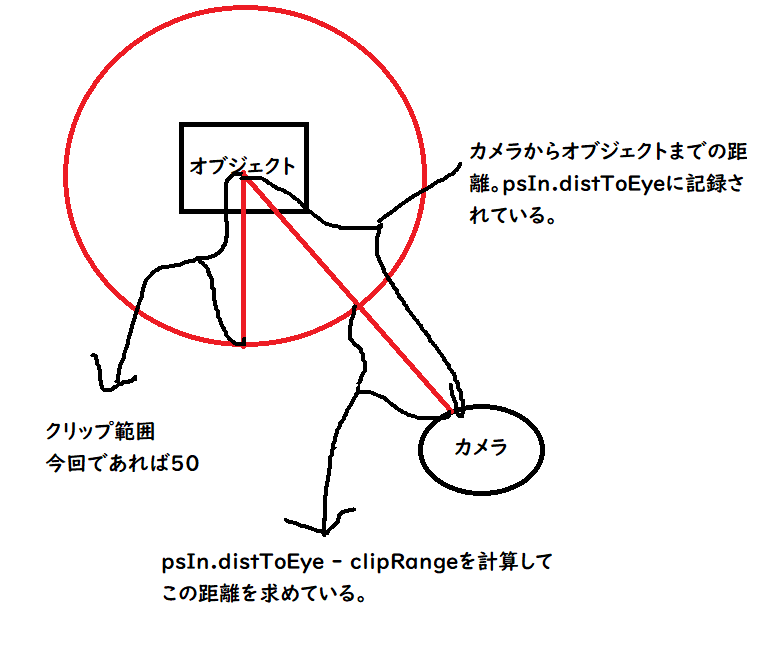 オブジェクト
カメラからオブジェクトまでの距
離。psIn.distToEyeに記録さ
れている。
クリップ範囲
今回であれば50
カメラ
psIn.distToEye - clipRangeを計算して
この距離を求めている。